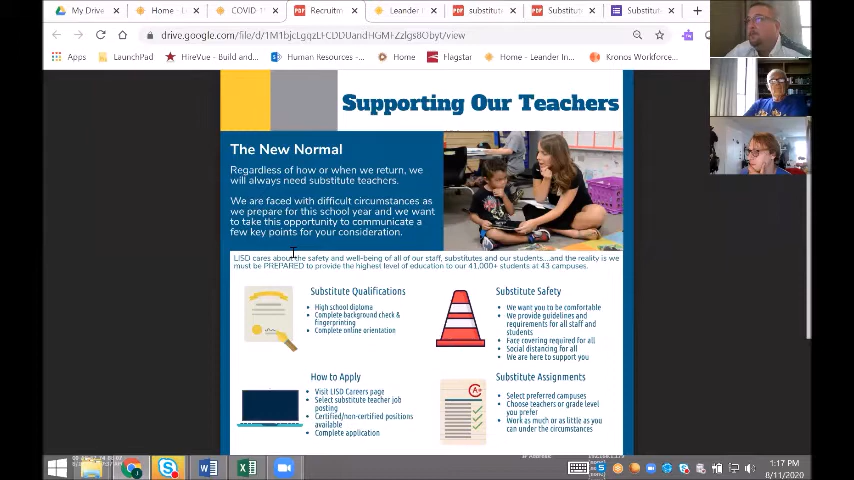 My Drive
Home -
COVID-1
Recruitm
Leander I
substitute
Substitut
Substitut
drive.google.com/file/d/1M1bjcLgqzLFCDDUandHGMFzZlgs8Obyt/view
Apps
LaunchPad
HireVue - Build and...
Human Resources -...
Home
Flagstar
Home - Leander In...
Kronos Workforce...
Supporting Our Teachers
The New Normal
Regardless of how or when we return, we
will always need substitute teachers.
We are faced with difficult circumstances as
we prepare for this school year and we want
to take this opportunity to communicate a
few key points for your consideration.
LISD cares about the safety and well-being of all of our staff, substitutes and our students....and the reality is we
must be PREPARED to provide the highest level of education to our 41,000+ students at 43 campuses.
Substitute Qualifications
• High school diploma
• Complete background check &
fingerprinting
• Complete online orientation
Substitute Safety
• We want you to be comfortable
• We provide guidelines and
requirements for all staff and
students
• Face covering required for all
• Social distancing for all
• We are here to support you
How to Apply
• Visit LISD Careers page
• Select substitute teacher job
posting
• Certified/non-certified positions
available
• Complete application
Substitute Assignments
• Select preferred campuses
• Choose teachers or grade level
you prefer
• Work as much or as little as you
can under the circumstances
A+
1:17 PM
8/11/2020